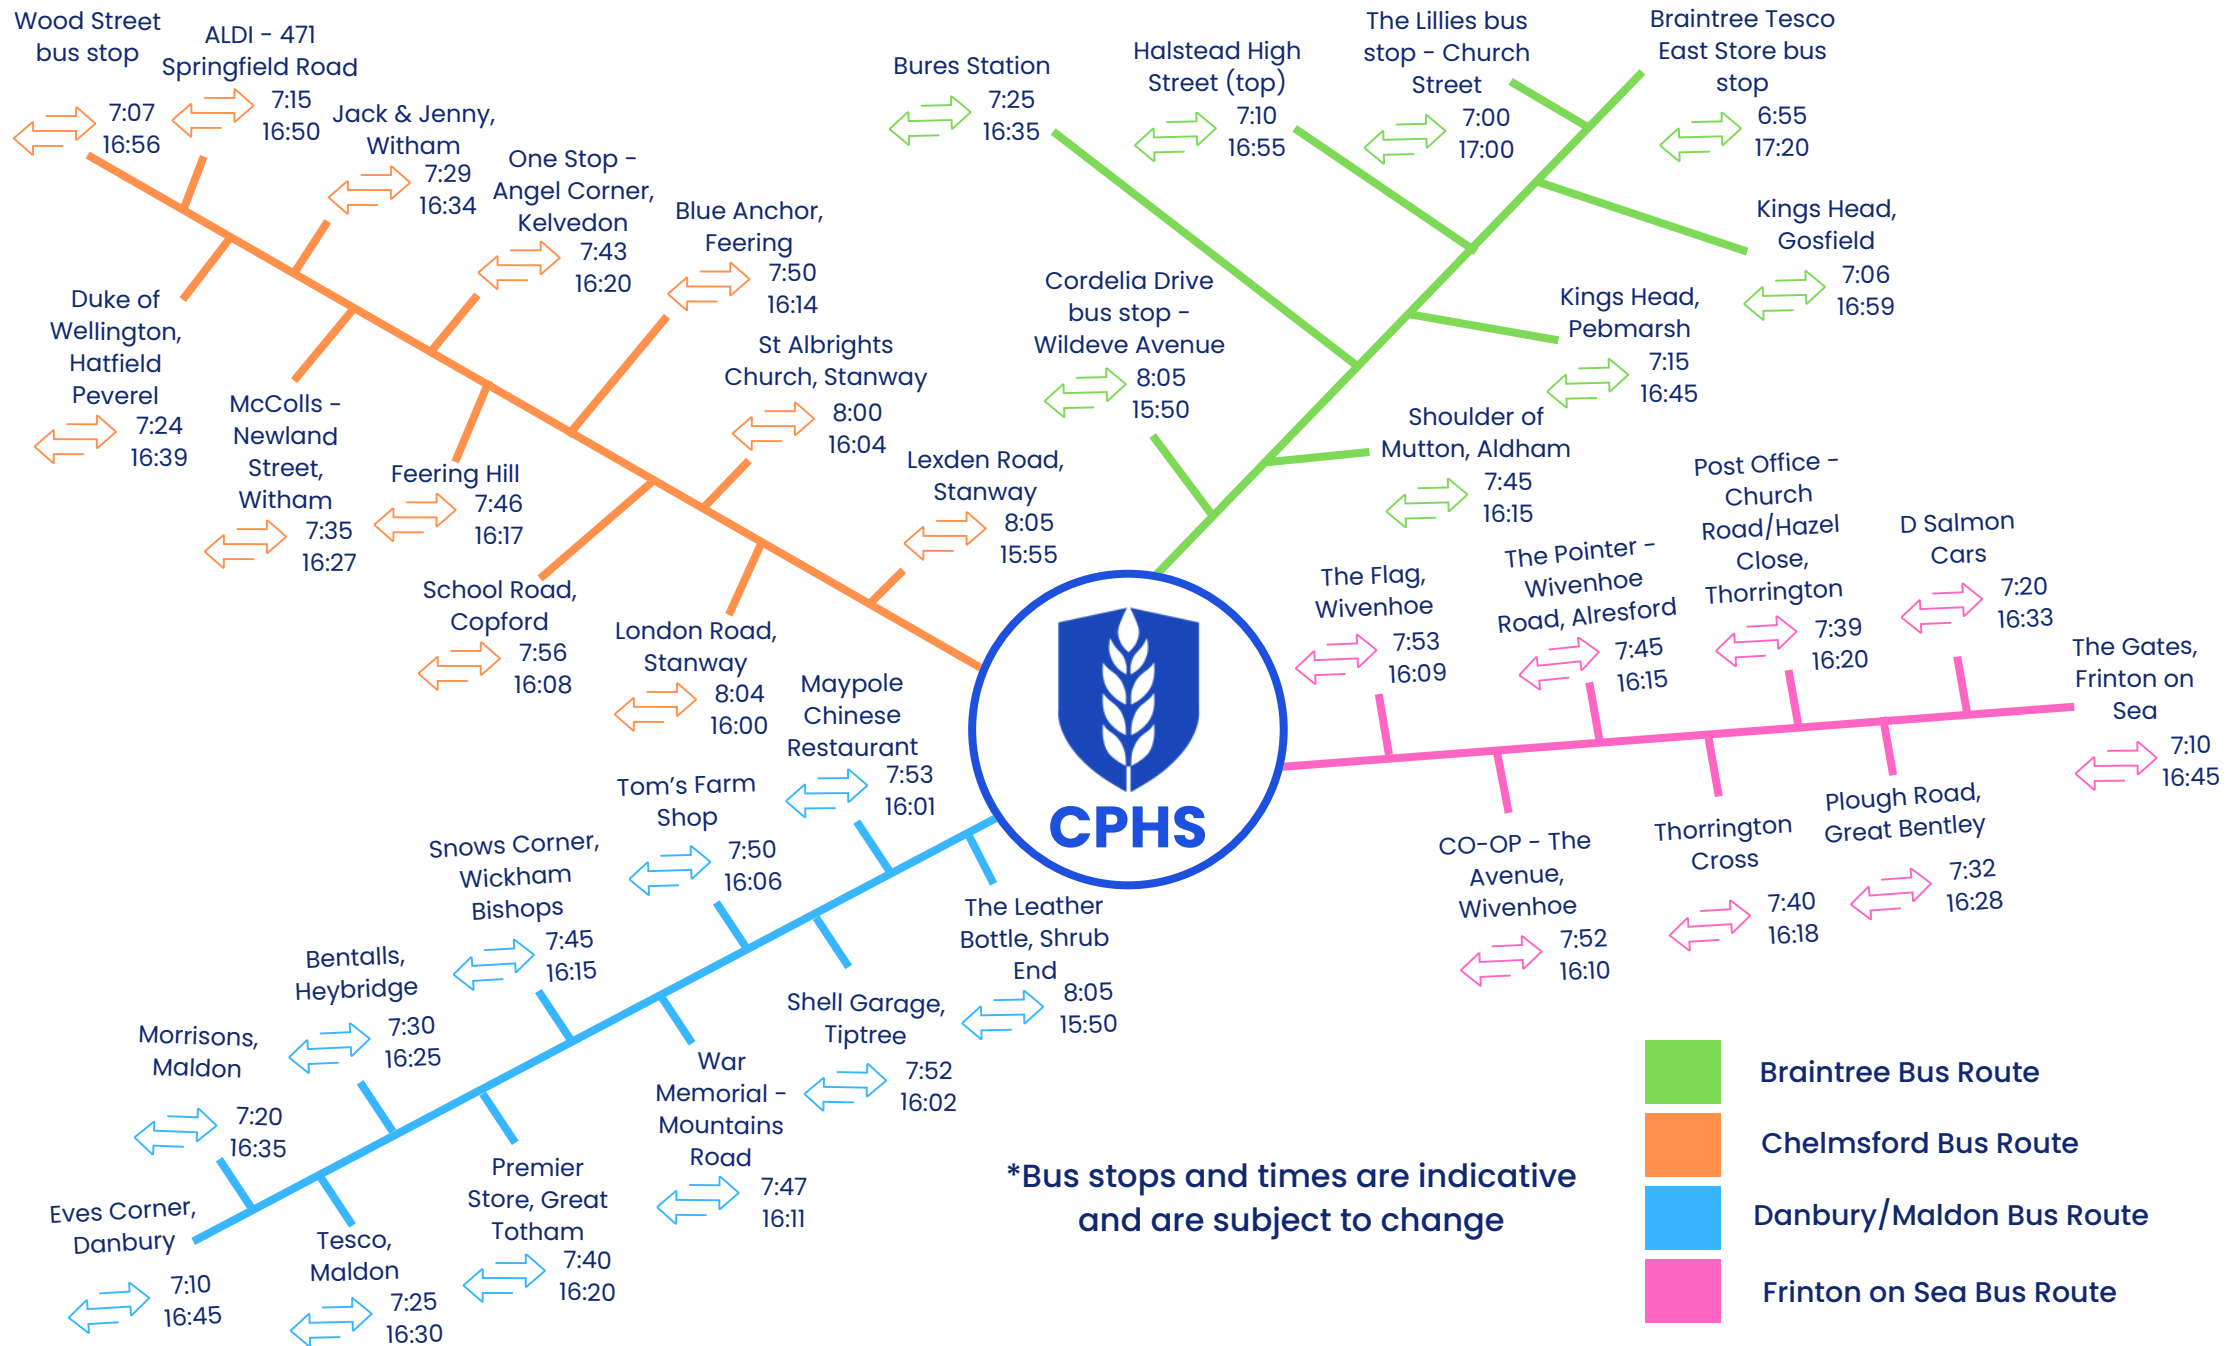 Wood Street
bus stop
7:07
16:56
ALDI - 471
Springfield Road
7:15
16:50
Jack & Jenny,
Witham
7:29
16:34
One Stop -
Angel Corner,
Kelvedon
7:43
16:20
Blue Anchor,
Feering
7:50
16:14
St Albrights
Church, Stanway
8:00
16:04
Lexden Road,
Stanway
8:05
15:55
Duke of
Wellington,
Hatfield
Peverel
7:24
16:39
McColls -
Newland
Street,
Witham
7:35
16:27
Feering Hill
7:46
16:17
School Road,
Copford
7:56
16:08
London Road,
Stanway
8:04
16:00
Bures Station
7:25
16:35
Halstead High
Street (top)
7:10
16:55
The Lillies bus
stop - Church
Street
7:00
17:00
Braintree Tesco
East Store bus
stop
6:55
17:20
Kings Head,
Gosfield
7:06
16:59
Kings Head,
Pebmarsh
7:15
16:45
Cordelia Drive
bus stop -
Wildeve Avenue
8:05
15:50
Shoulder of
Mutton, Aldham
7:45
16:15
The Flag,
Wivenhoe
7:53
16:09
The Pointer -
Wivenhoe
Road, Alresford
7:45
16:15
Post Office -
Church
Road/Hazel
Close,
Thorrington
7:39
16:20
D Salmon
Cars
7:20
16:33
The Gates,
Frinton on
Sea
7:10
16:45
CO-OP - The
Avenue,
Wivenhoe
7:52
16:10
Thorrington
Cross
7:40
16:18
Plough Road,
Great Bentley
7:32
16:28
CPHS
Maypole
Chinese
Restaurant
7:53
16:01
Tom's Farm
Shop
7:50
16:06
Snows Corner,
Wickham
Bishops
7:45
16:15
Bentalls,
Heybridge
7:30
16:25
Morrisons,
Maldon
7:20
16:35
Eves Corner,
Danbury
7:10
16:45
Tesco,
Maldon
7:25
16:30
Premier
Store, Great
Totham
7:40
16:20
War
Memorial -
Mountains
Road
7:47
16:11
Shell Garage,
Tiptree
7:52
16:02
The Leather
Bottle, Shrub
End
8:05
15:50
*Bus stops and times are indicative
and are subject to change
Braintree Bus Route
Chelmsford Bus Route
Danbury/Maldon Bus Route
Frinton on Sea Bus Route